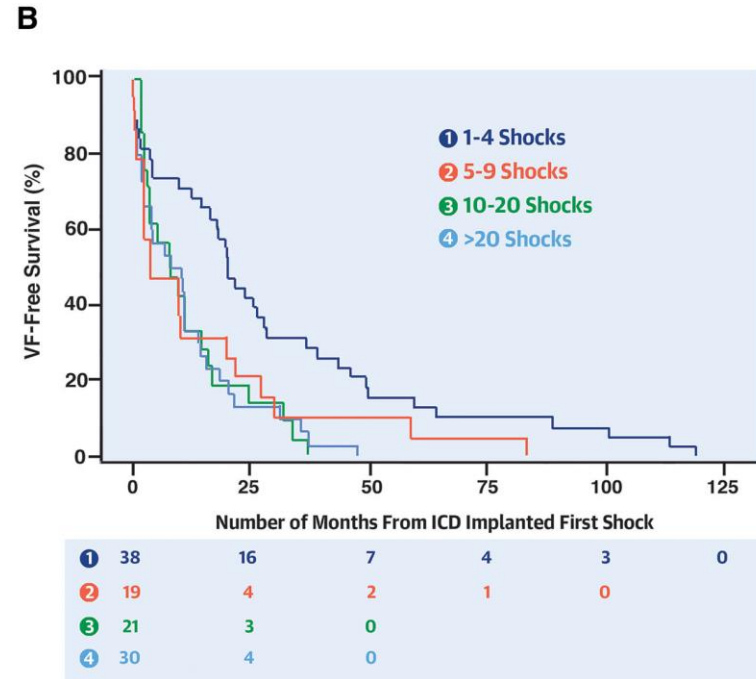 B
VF-Free Survival (%)
100
80
60
40
20
0
1 1-4 Shocks
2 5-9 Shocks
3 10-20 Shocks
4 >20 Shocks
0 25 50 75 100 125
Number of Months From ICD Implanted First Shock
1 38 16 7 4 3 0
2 19 4 2 1 0
3 21 3 0
4 30 4 0